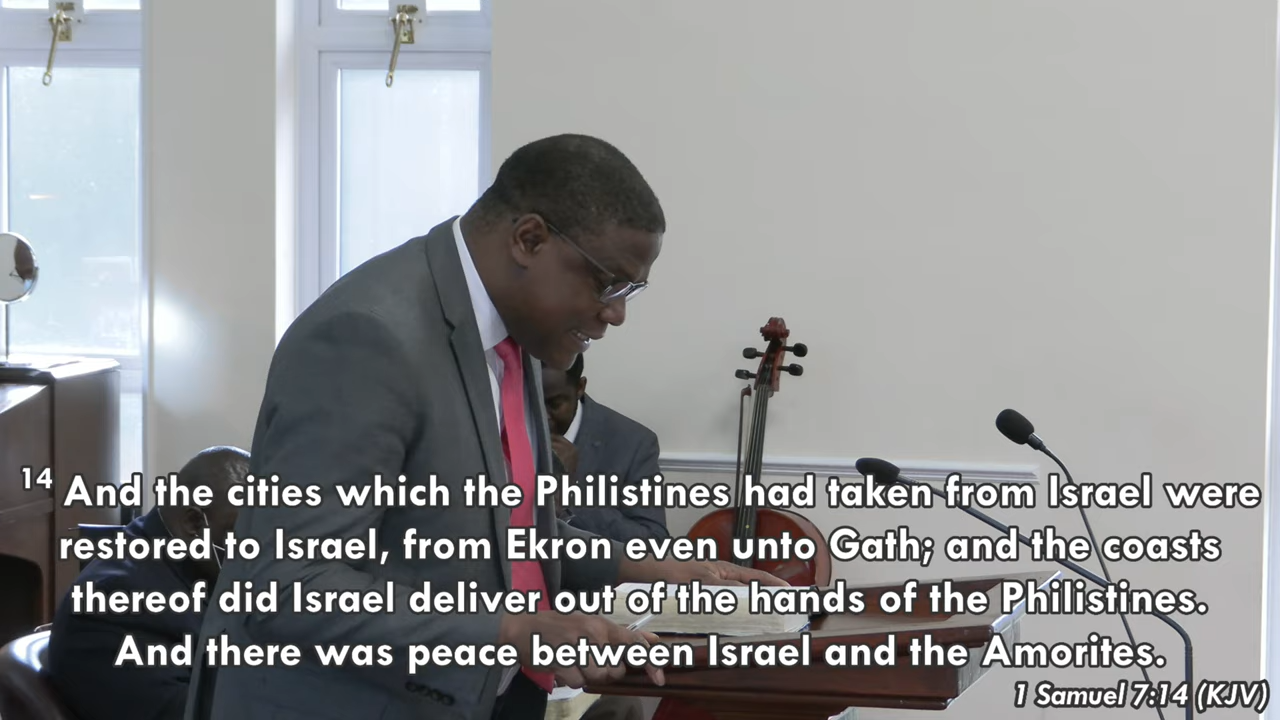 14 And the cities which the Philistines had taken from Israel were
restored to Israel, from Ekron even unto Gath; and the coasts
thereof did Israel deliver out of the hands of the Philistines.
And there was peace between Israel and the Amorites.
1 Samuel 7:14 (KJV)